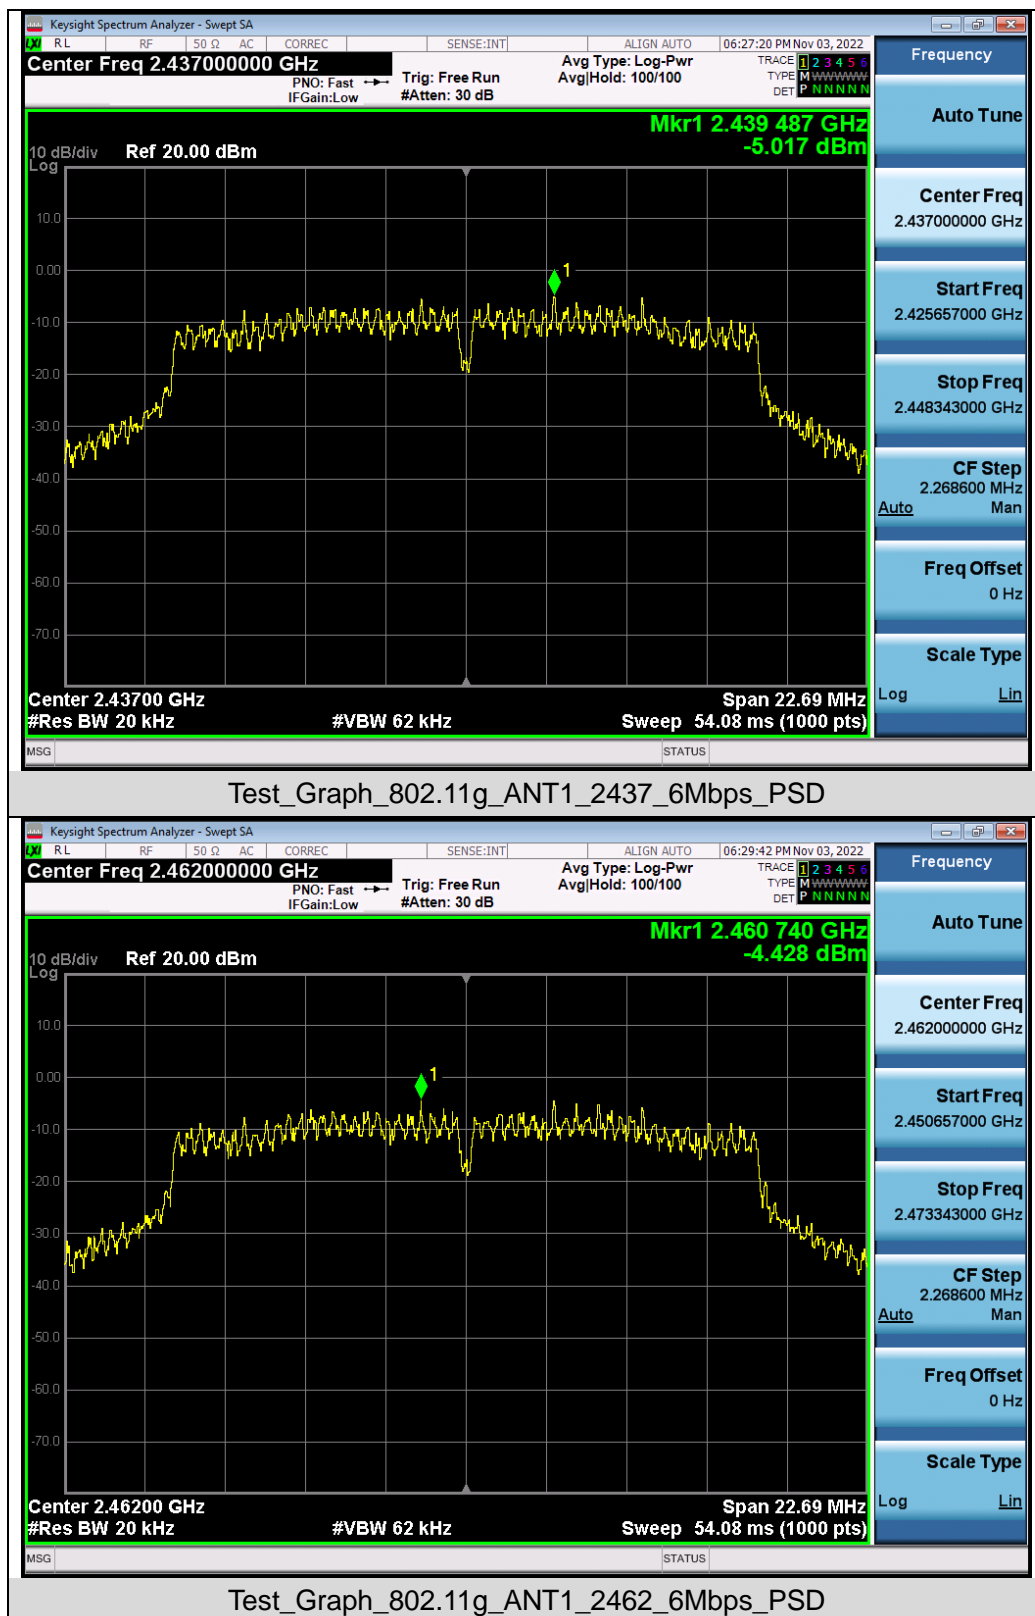 Keysight Spectrum Analyzer - Swept SA
LXI RL RF 50 Ω AC CORREC SENSE:INT ALIGN AUTO 06:27:20 PM Nov 03, 2022
Center Freq 2.437000000 GHz
PNO: Fast
IFGain:Low
Trig: Free Run
#Atten: 30 dB
Avg Type: Log-Pwr
Avg|Hold: 100/100
TRACE 1 2 3 4 5 6
TYPE M WWWWW
DET P N N N N N
Mkr1 2.439 487 GHz
-5.017 dBm
10 dB/div Ref 20.00 dBm
Log
10.0
0.00
-10.0
-20.0
-30.0
-40.0
-50.0
-60.0
-70.0
1
Center 2.43700 GHz Span 22.69 MHz
#Res BW 20 kHz #VBW 62 kHz Sweep 54.08 ms (1000 pts)
MSG STATUS
Frequency
Auto Tune
Center Freq
2.437000000 GHz
Start Freq
2.425657000 GHz
Stop Freq
2.448343000 GHz
CF Step
2.268600 MHz
Auto Man
Freq Offset
0 Hz
Scale Type
Log Lin
Test_Graph_802.11g_ANT1_2437_6Mbps_PSD
Keysight Spectrum Analyzer - Swept SA
LXI RL RF 50 Ω AC CORREC SENSE:INT ALIGN AUTO 06:29:42 PM Nov 03, 2022
Center Freq 2.462000000 GHz
PNO: Fast
IFGain:Low
Trig: Free Run
#Atten: 30 dB
Avg Type: Log-Pwr
Avg|Hold: 100/100
TRACE 1 2 3 4 5 6
TYPE M WWWWW
DET P N N N N N
Mkr1 2.460 740 GHz
-4.428 dBm
10 dB/div Ref 20.00 dBm
Log
10.0
0.00
-10.0
-20.0
-30.0
-40.0
-50.0
-60.0
-70.0
1
Center 2.46200 GHz Span 22.69 MHz
#Res BW 20 kHz #VBW 62 kHz Sweep 54.08 ms (1000 pts)
MSG STATUS
Frequency
Auto Tune
Center Freq
2.462000000 GHz
Start Freq
2.450657000 GHz
Stop Freq
2.473343000 GHz
CF Step
2.268600 MHz
Auto Man
Freq Offset
0 Hz
Scale Type
Log Lin
Test_Graph_802.11g_ANT1_2462_6Mbps_PSD